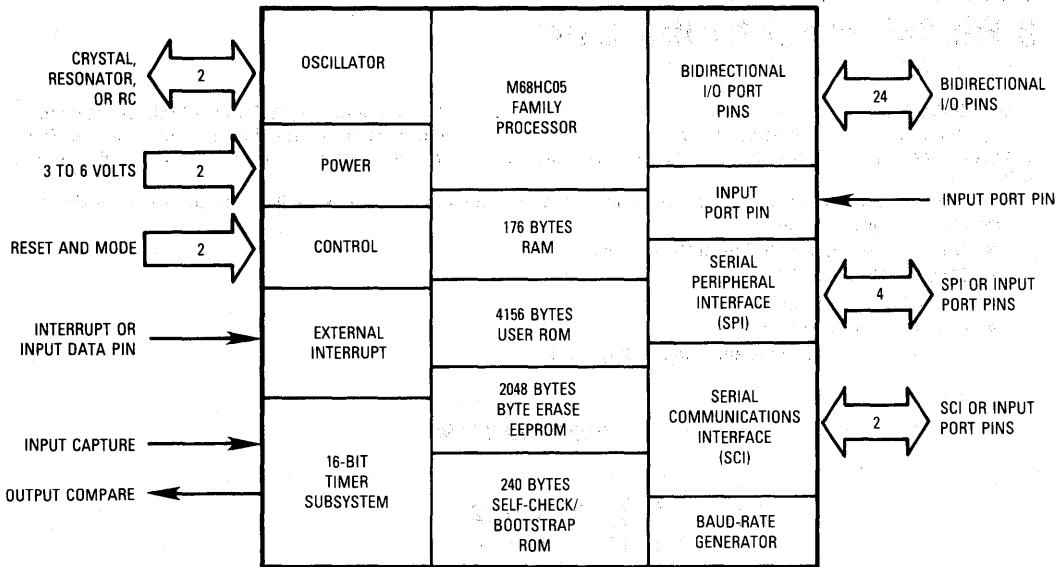 CRYSTAL,
RESONATOR,
OR RC
2
3 TO 6 VOLTS
2
RESET AND MODE
2
INTERRUPT OR
INPUT DATA PIN
INPUT CAPTURE
OUTPUT COMPARE
OSCILLATOR
POWER
CONTROL
EXTERNAL
INTERRUPT
16-BIT
TIMER
SUBSYSTEM
M68HC05
FAMILY
PROCESSOR
176 BYTES
RAM
4156 BYTES
USER ROM
2048 BYTES
BYTE ERASE
EEPROM
240 BYTES
SELF-CHECK/
BOOTSTRAP
ROM
BIDIRECTIONAL
I/O PORT
PINS
INPUT
PORT PIN
SERIAL
PERIPHERAL
INTERFACE
(SPI)
SERIAL
COMMUNICATIONS
INTERFACE
(SCI)
BAUD-RATE
GENERATOR
24
BIDIRECTIONAL
I/O PINS
INPUT PORT PIN
4
SPI OR INPUT
PORT PINS
2
SCI OR INPUT
PORT PINS